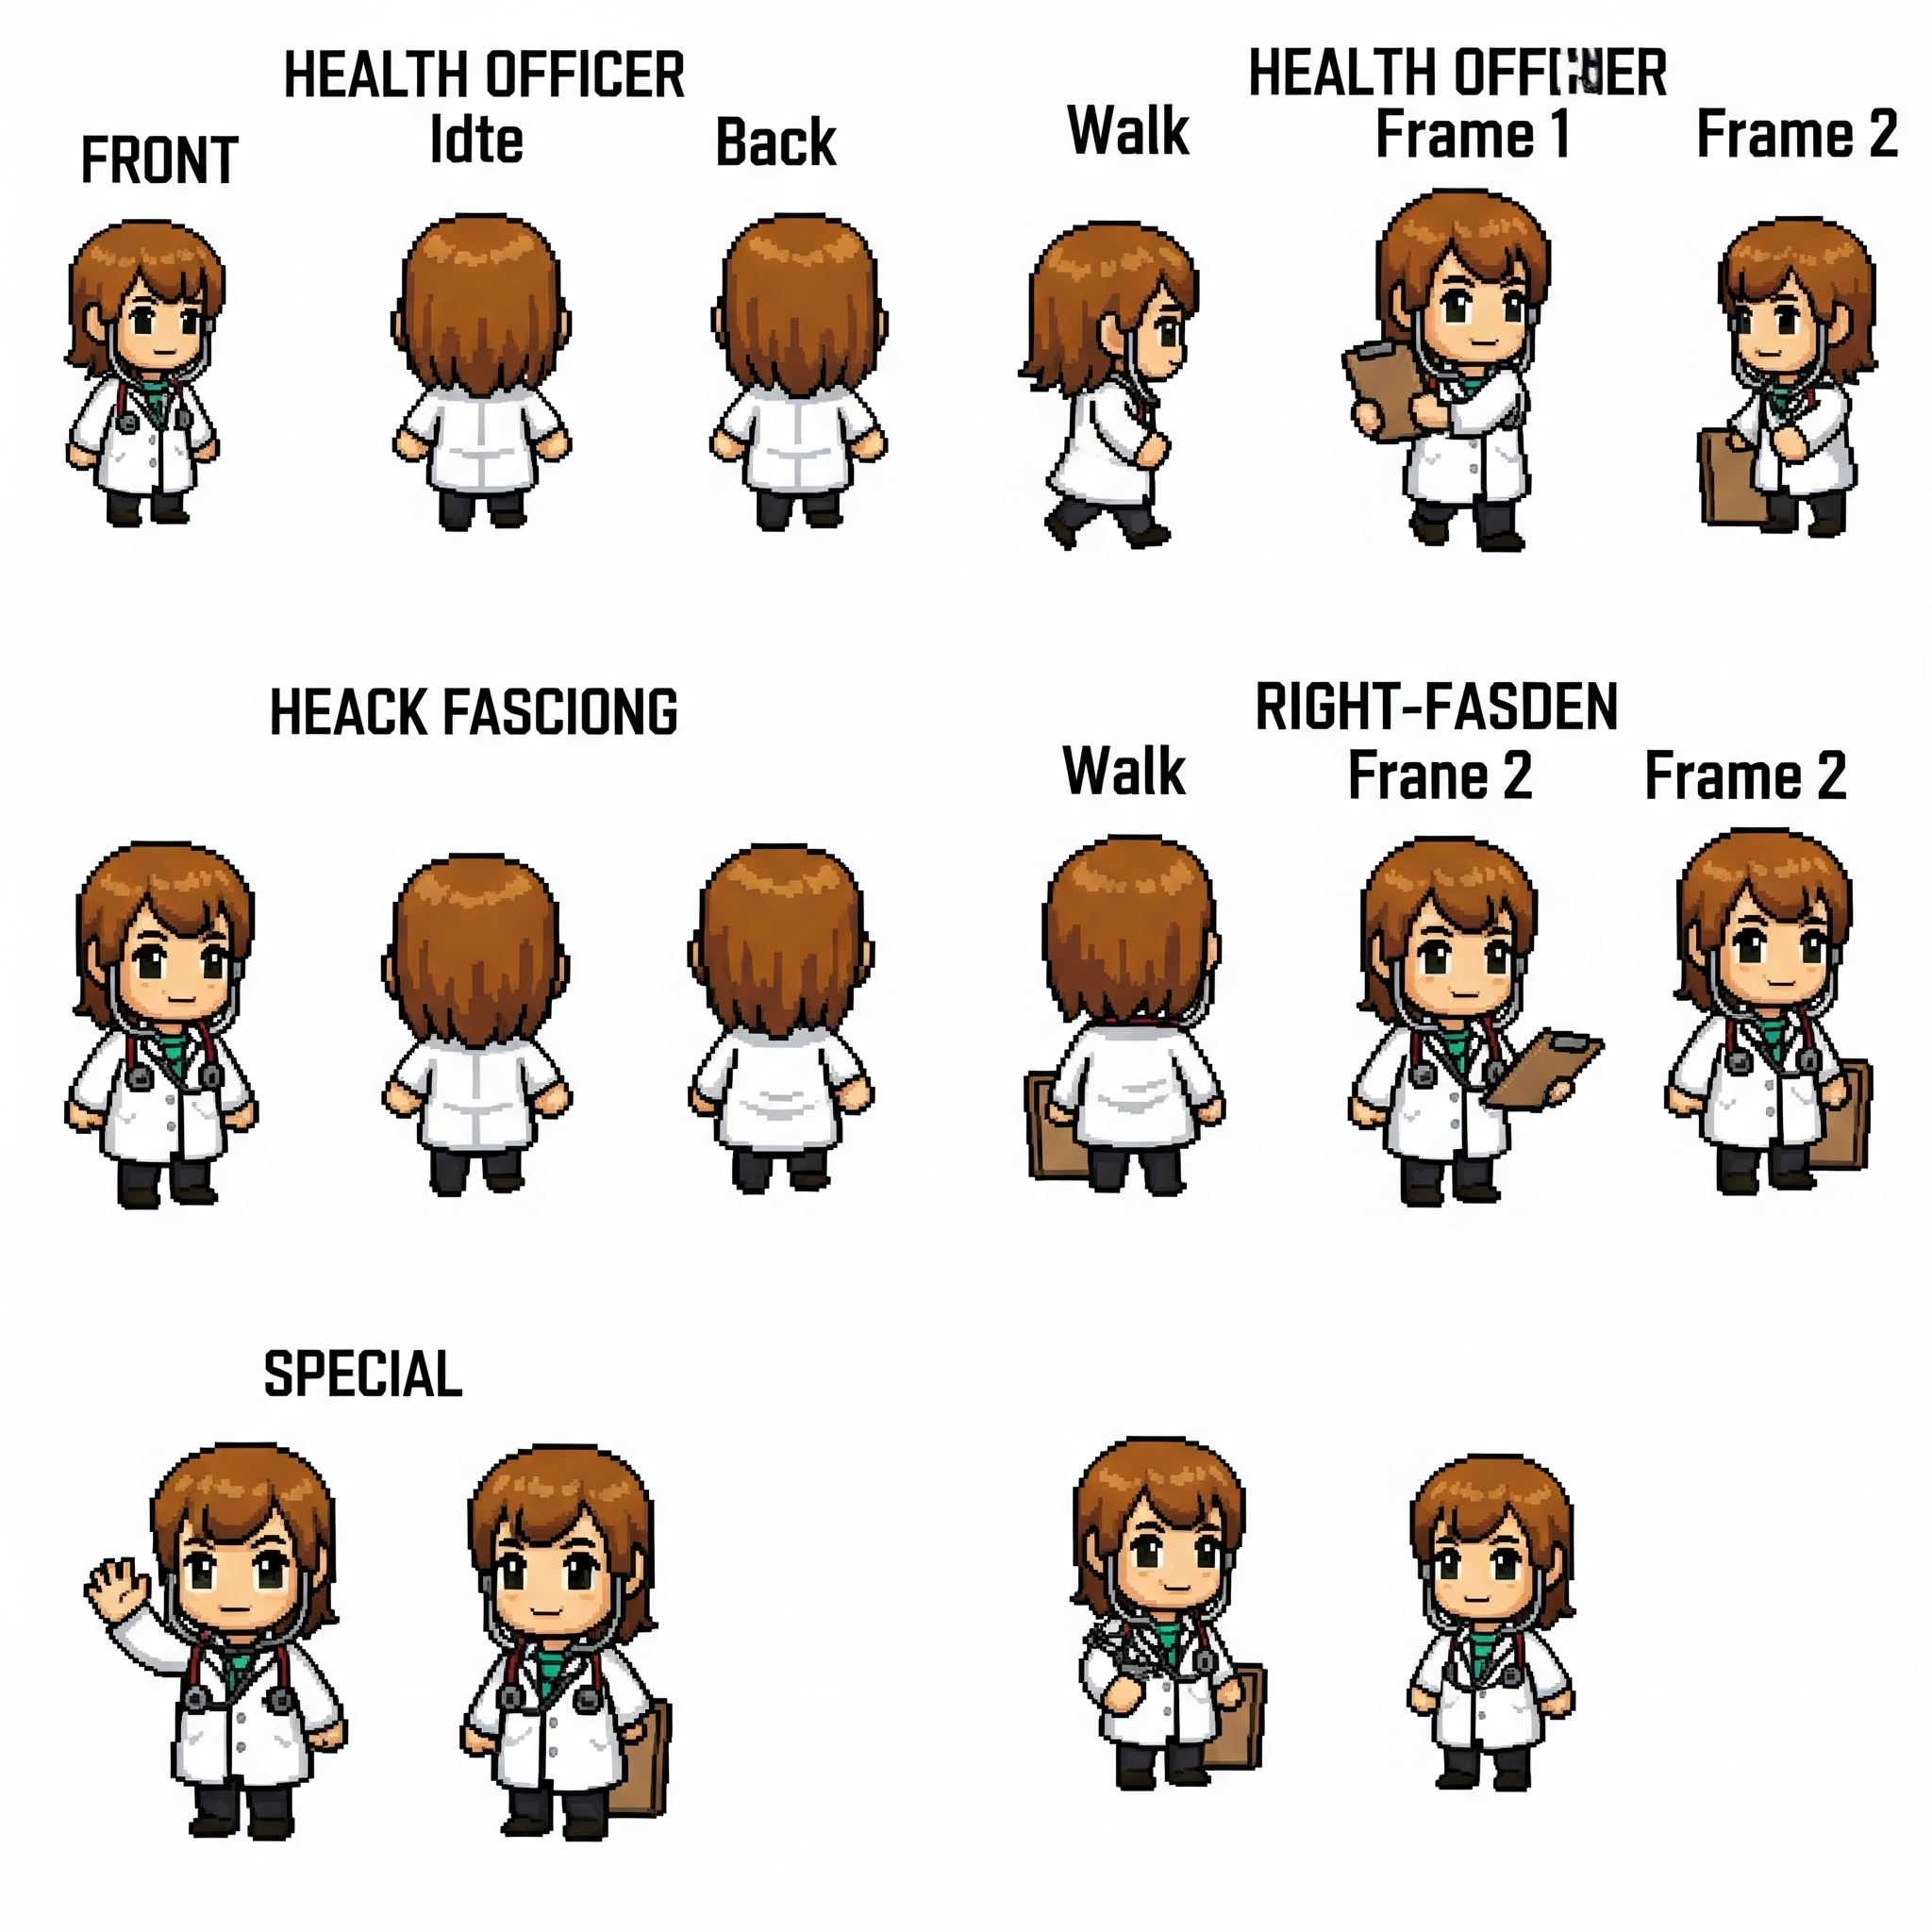 HEALTH OFFICER
FRONT
Idte
Back
HEALTH
Walk
Frame 1
Frame 2
HEACK FASCIONG
RIGHT-FASDEN
Walk
Frane 2
Frame 2
SPECIAL